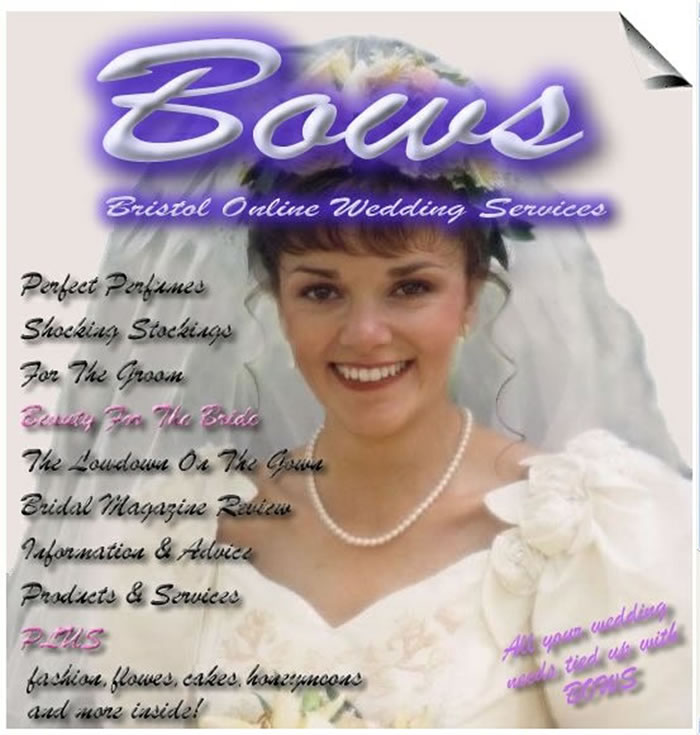 Bows
Bristol Online Wedding Services
Perfect Perfumes
Shocking Stockings
For The Groom
Beauty For The Bride
The Lowdown On The Gown
Bridal Magazine Review
Information & Advice
Products & Services
PLUS
fashion, flowes, cakes, honeymoons
and more inside!
All your wedding
needs, tied up with
BOWS